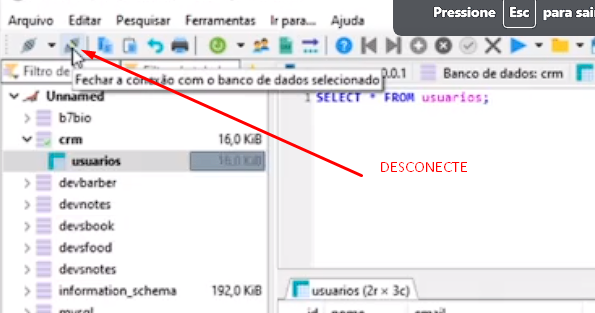 Pressione Esc para sair
Arquivo Editar Pesquisar Ferramentas Ir para... Ajuda
Filtro de
Fechar a conexão com o banco de dados selecionado
0.0.1 Banco de dados: crm
Unnamed
1 SELECT * FROM usuarios;
b7bio
crm 16,0 KiB
usuarios 16,0 KiB
DESCONECTE
devbarber
devnotes
devsbook
devsfood
devsnotes
information_schema 192,0 KiB
usuarios (2r × 3c)
mysql
id nome email